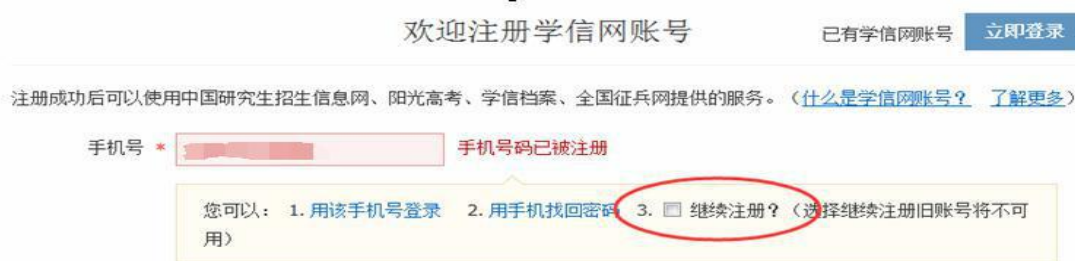 欢迎注册学信网账号 已有学信网账号 立即登录
注册成功后可以使用中国研究生招生信息网、阳光高考、学信档案、全国征兵网提供的服务。（什么是学信网账号？ 了解更多）
手机号 * 手机号码已被注册
您可以： 1. 用该手机号登录 2. 用手机找回密码 3. 继续注册？（选择继续注册旧账号将不可
用）